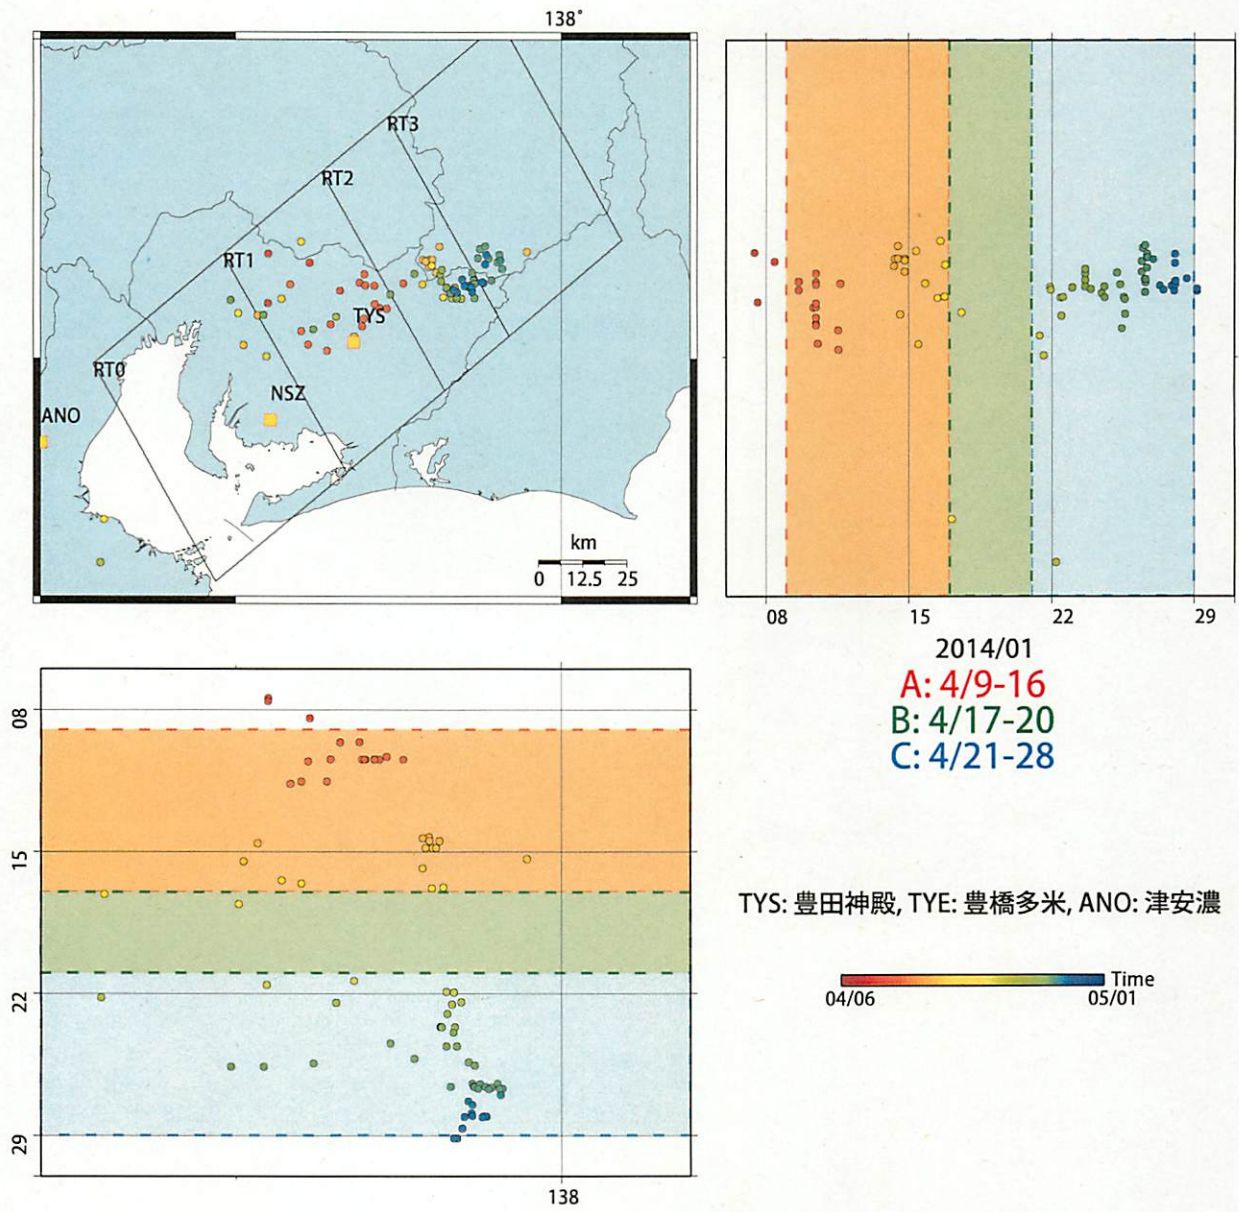 138°
RT3
RT2
RT1
TYS
RT0
NSZ
ANO
km
0 12.5 25
08 15 22 29
2014/01
A: 4/9-16
B: 4/17-20
C: 4/21-28
08
15
22
29
138
TYS: 豊田神殿, TYE: 豊橋多米, ANO: 津安濃
Time
04/06 05/01